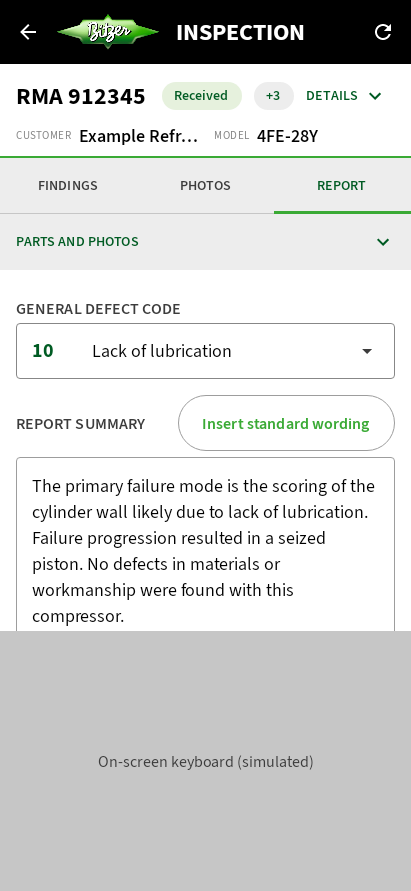 Bitzer INSPECTION
RMA 912345 Received +3 DETAILS
CUSTOMER Example Refr... MODEL 4FE-28Y
FINDINGS PHOTOS REPORT
PARTS AND PHOTOS
GENERAL DEFECT CODE
10 Lack of lubrication
REPORT SUMMARY Insert standard wording
The primary failure mode is the scoring of the
cylinder wall likely due to lack of lubrication.
Failure progression resulted in a seized
piston. No defects in materials or
workmanship were found with this
compressor.
On-screen keyboard (simulated)